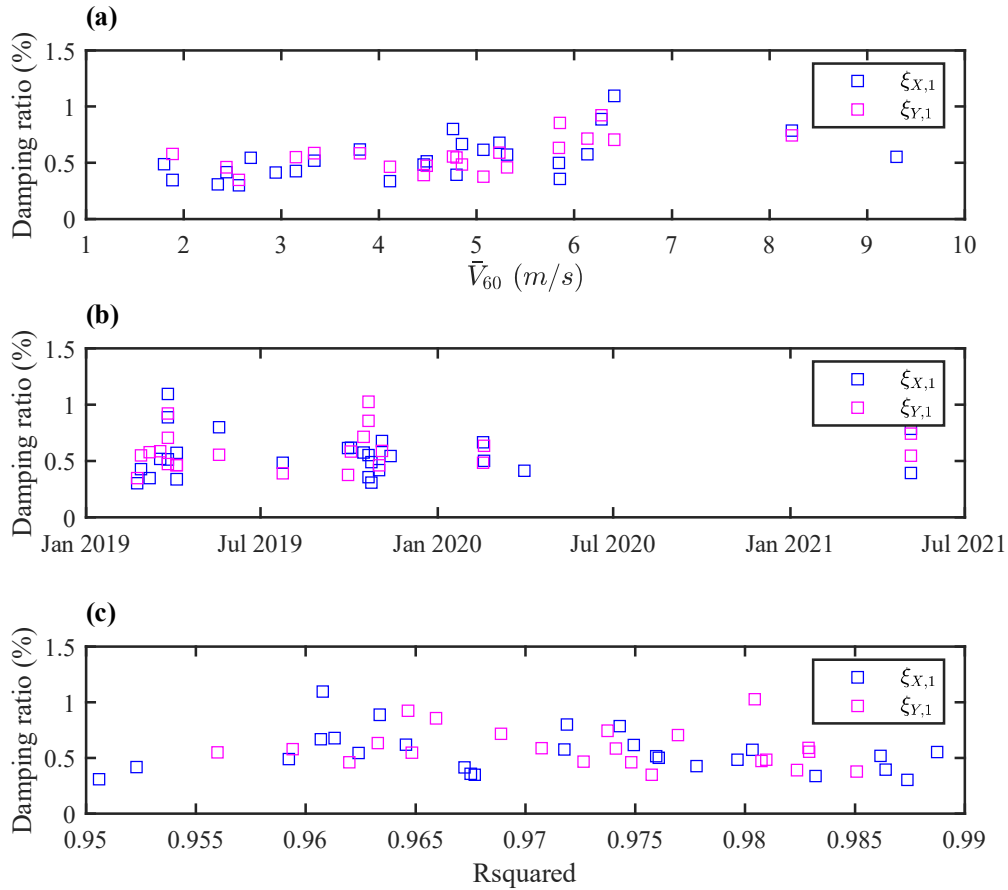 (a)
Damping ratio (%)
1.5
1
0.5
0
ξX,1
ξY,1
1 2 3 4 5 6 7 8 9 10
V̄60 (m/s)
(b)
Damping ratio (%)
1.5
1
0.5
0
ξX,1
ξY,1
Jan 2019 Jul 2019 Jan 2020 Jul 2020 Jan 2021 Jul 2021
(c)
Damping ratio (%)
1.5
1
0.5
0
ξX,1
ξY,1
0.95 0.955 0.96 0.965 0.97 0.975 0.98 0.985 0.99
Rsquared